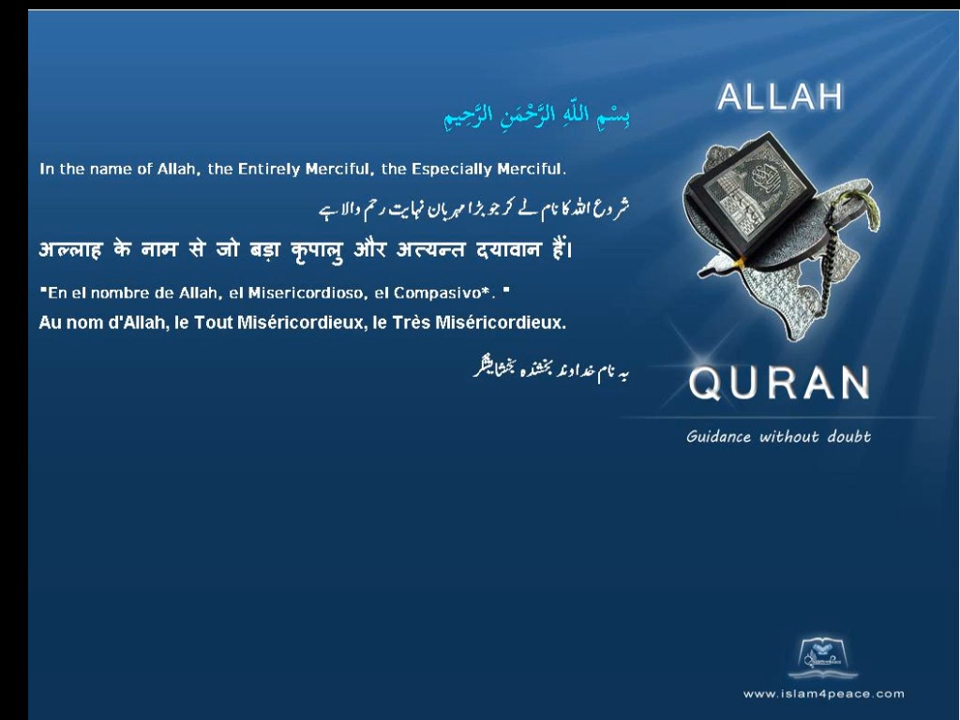 بِسْمِ اللّهِ الرَّحْمَنِ الرَّحِيمِ
In the name of Allah, the Entirely Merciful, the Especially Merciful.
شروع الله کا نام لے کر جو بڑا مہربان نہایت رحم والا ہے
अल्लाह के नाम से जो बड़ा कृपालु और अत्यन्त दयावान हैं।
"En el nombre de Allah, el Misericordioso, el Compasivo*. "
Au nom d'Allah, le Tout Miséricordieux, le Très Miséricordieux.
به نام خداوند بخشنده بخشایشگر
ALLAH
QURAN
Guidance without doubt
www.islam4peace.com